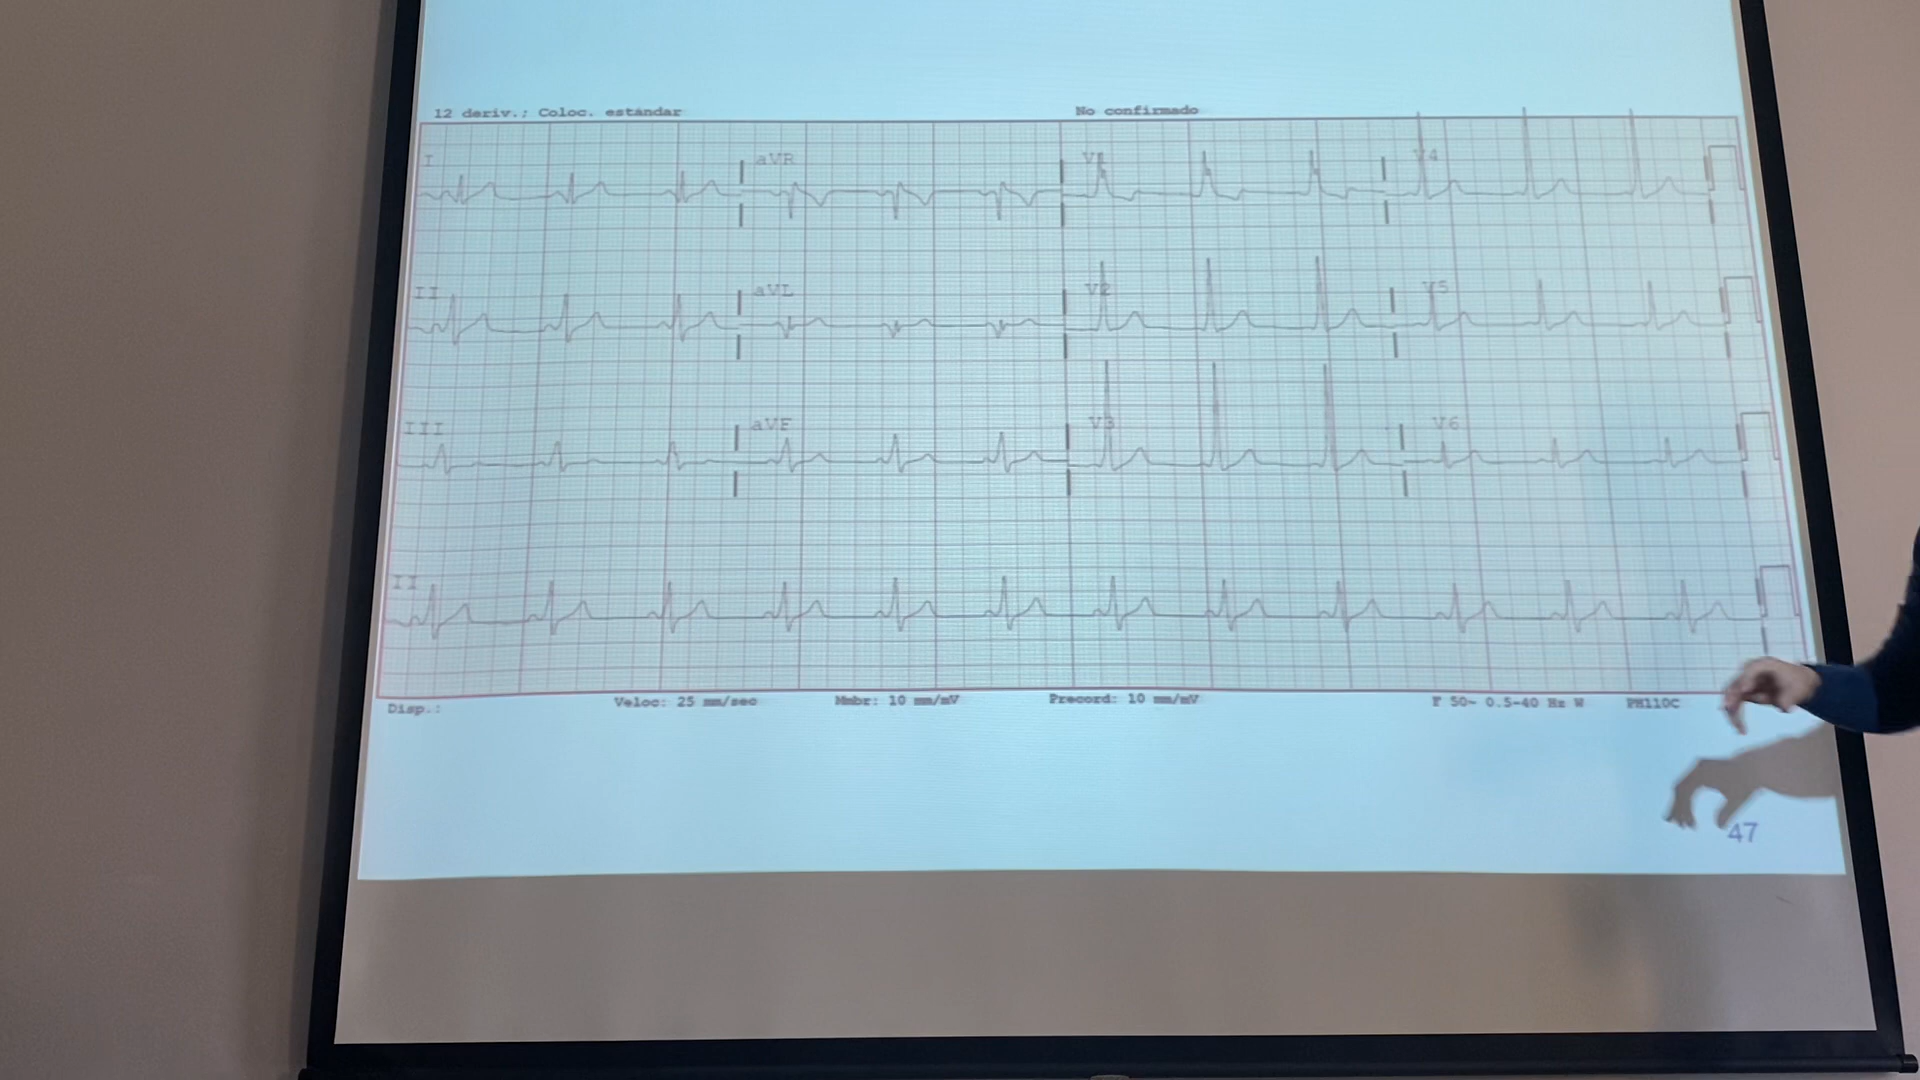 12 deriv.: Coloc. estándar
No confirmado
I
aVR
V1
V4
II
aVL
V2
V5
III
aVF
V3
V6
II
Disp.:
Veloc: 25 mm/sec
Mmbr: 10 mm/mV
Precord: 10 mm/mV
F 50~ 0.5-40 Hz W
PH110C
47